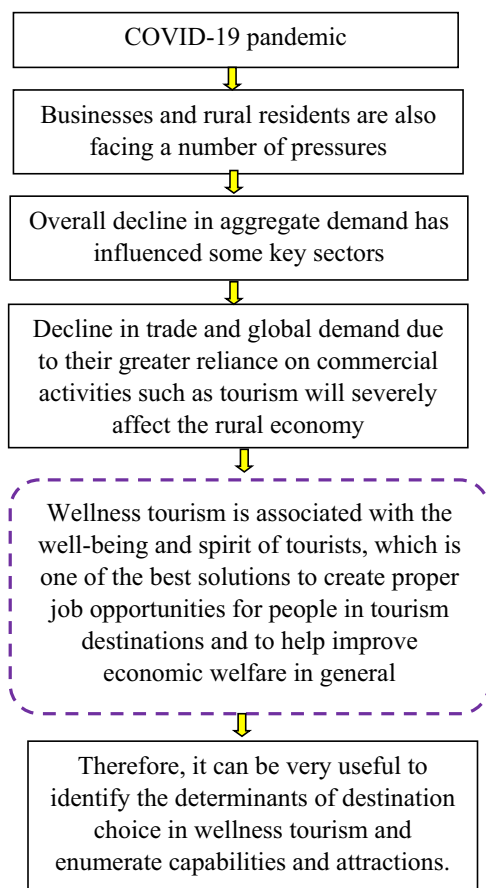 COVID-19 pandemic
Businesses and rural residents are also
facing a number of pressures
Overall decline in aggregate demand has
influenced some key sectors
Decline in trade and global demand due
to their greater reliance on commercial
activities such as tourism will severely
affect the rural economy
Wellness tourism is associated with the
well-being and spirit of tourists, which is
one of the best solutions to create proper
job opportunities for people in tourism
destinations and to help improve
economic welfare in general
Therefore, it can be very useful to
identify the determinants of destination
choice in wellness tourism and
enumerate capabilities and attractions.